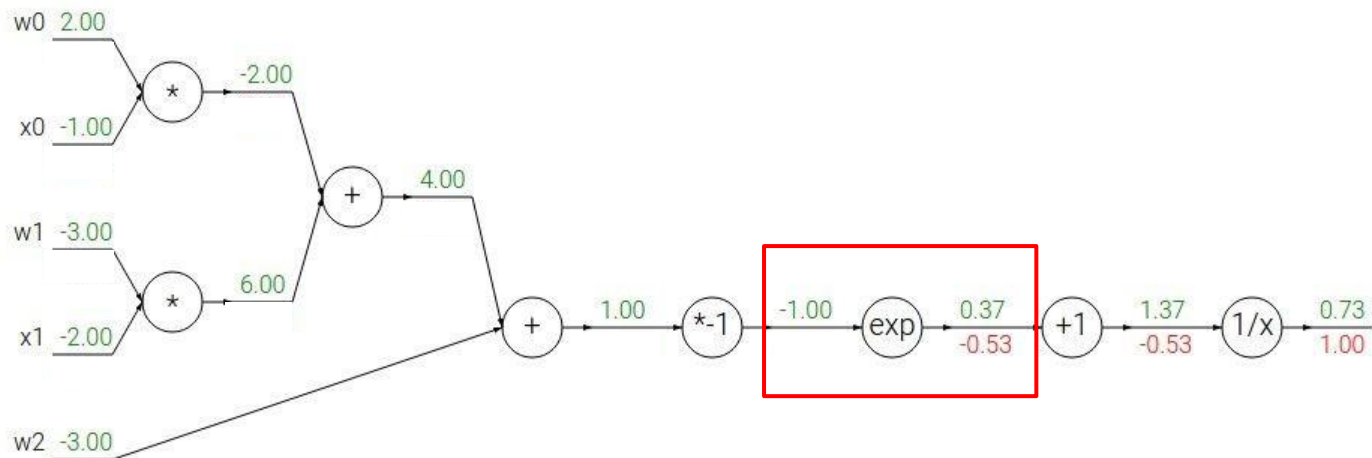 w0 2.00
-2.00
*
x0 -1.00
4.00
+
w1 -3.00
6.00
*
x1 -2.00
+ 1.00 *-1 -1.00 exp 0.37 +1 1.37 1/x 0.73
-0.53 -0.53 1.00
w2 -3.00